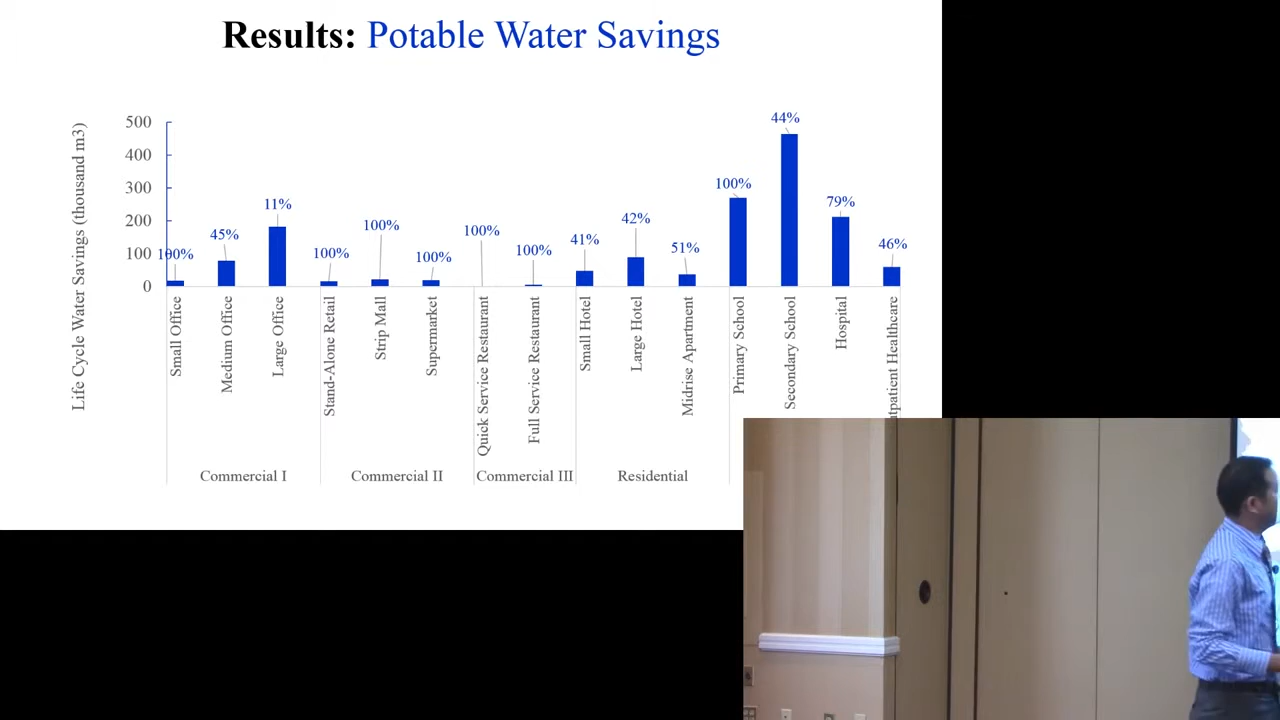 Results: Potable Water Savings
Life Cycle Water Savings (thousand m3)
500
400
300
200
100
0
100%
45%
11%
100%
100%
100%
100%
100%
41%
42%
51%
100%
44%
79%
46%
Small Office
Medium Office
Large Office
Stand-Alone Retail
Strip Mall
Supermarket
Quick Service Restaurant
Full Service Restaurant
Small Hotel
Large Hotel
Midrise Apartment
Primary School
Secondary School
Hospital
utpatient Healthcare
Commercial I
Commercial II
Commercial III
Residential